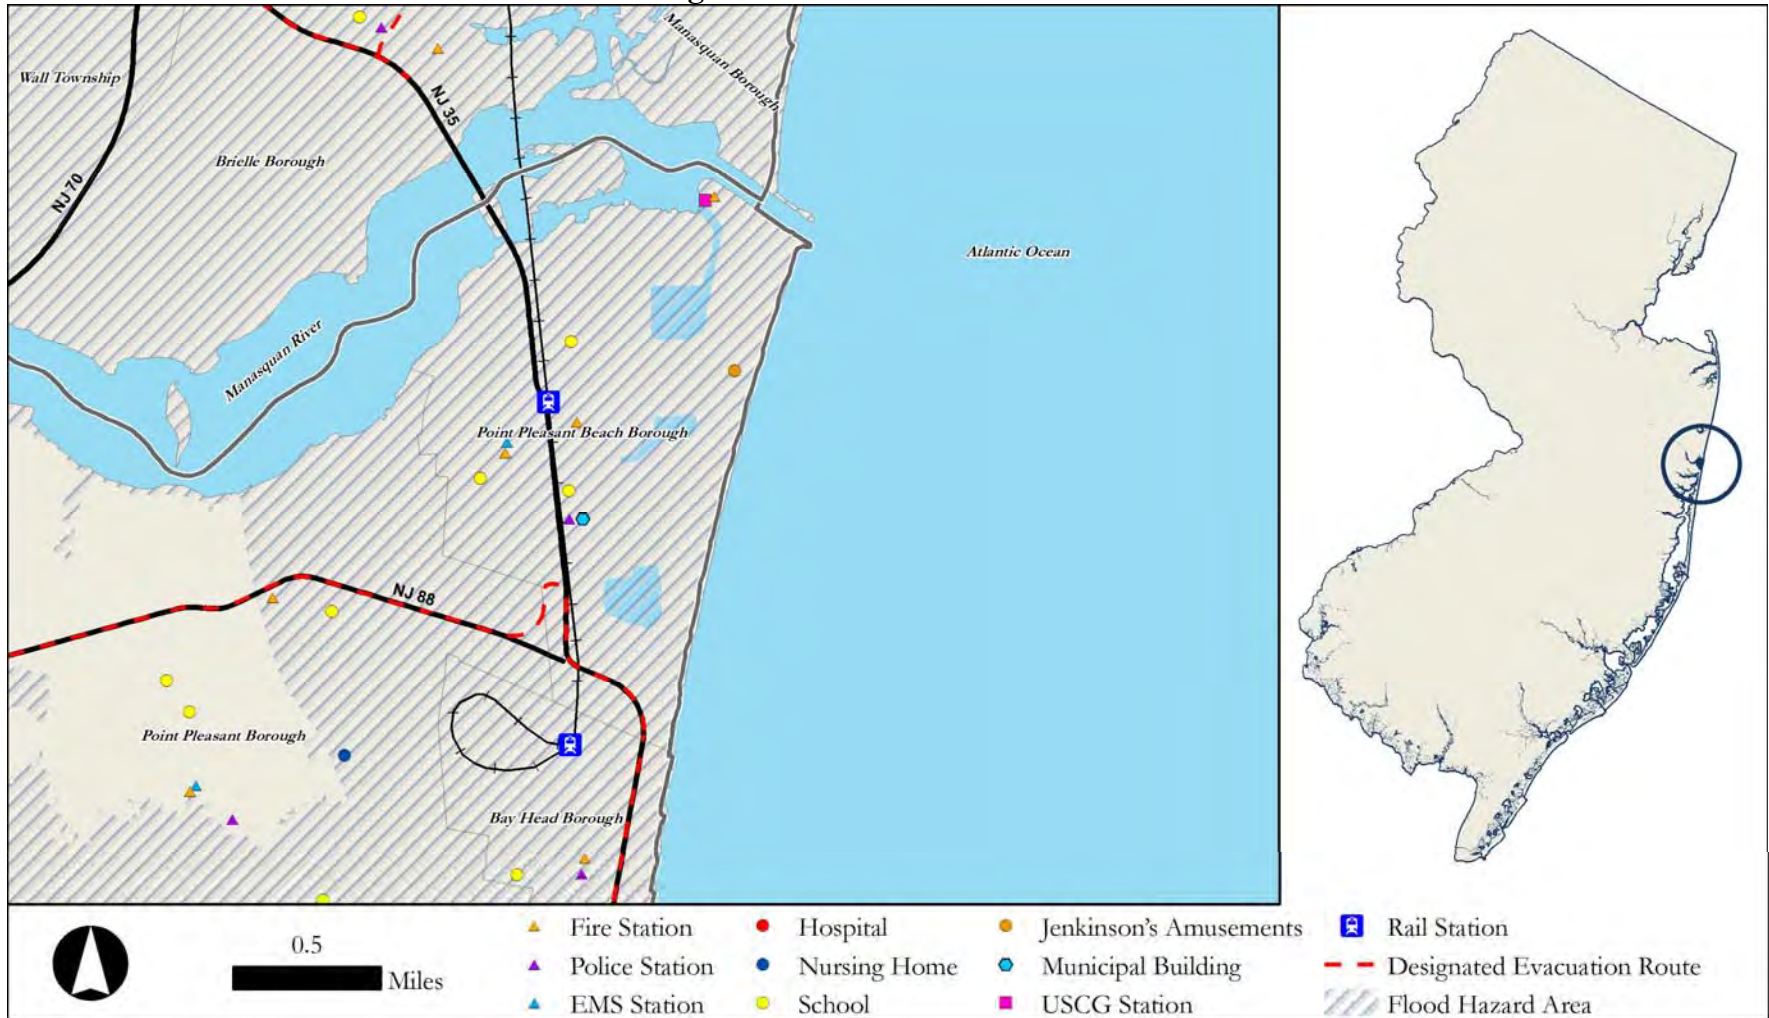 Manasquan Borough
Wall Township
NJ 35
Brielle Borough
NJ 70
Atlantic Ocean
Manasquan River
Point Pleasant Beach Borough
NJ 88
Point Pleasant Borough
Bay Head Borough
0.5
Miles
Fire Station
Hospital
Jenkinson's Amusements
Rail Station
Police Station
Nursing Home
Municipal Building
Designated Evacuation Route
EMS Station
School
USCG Station
Flood Hazard Area